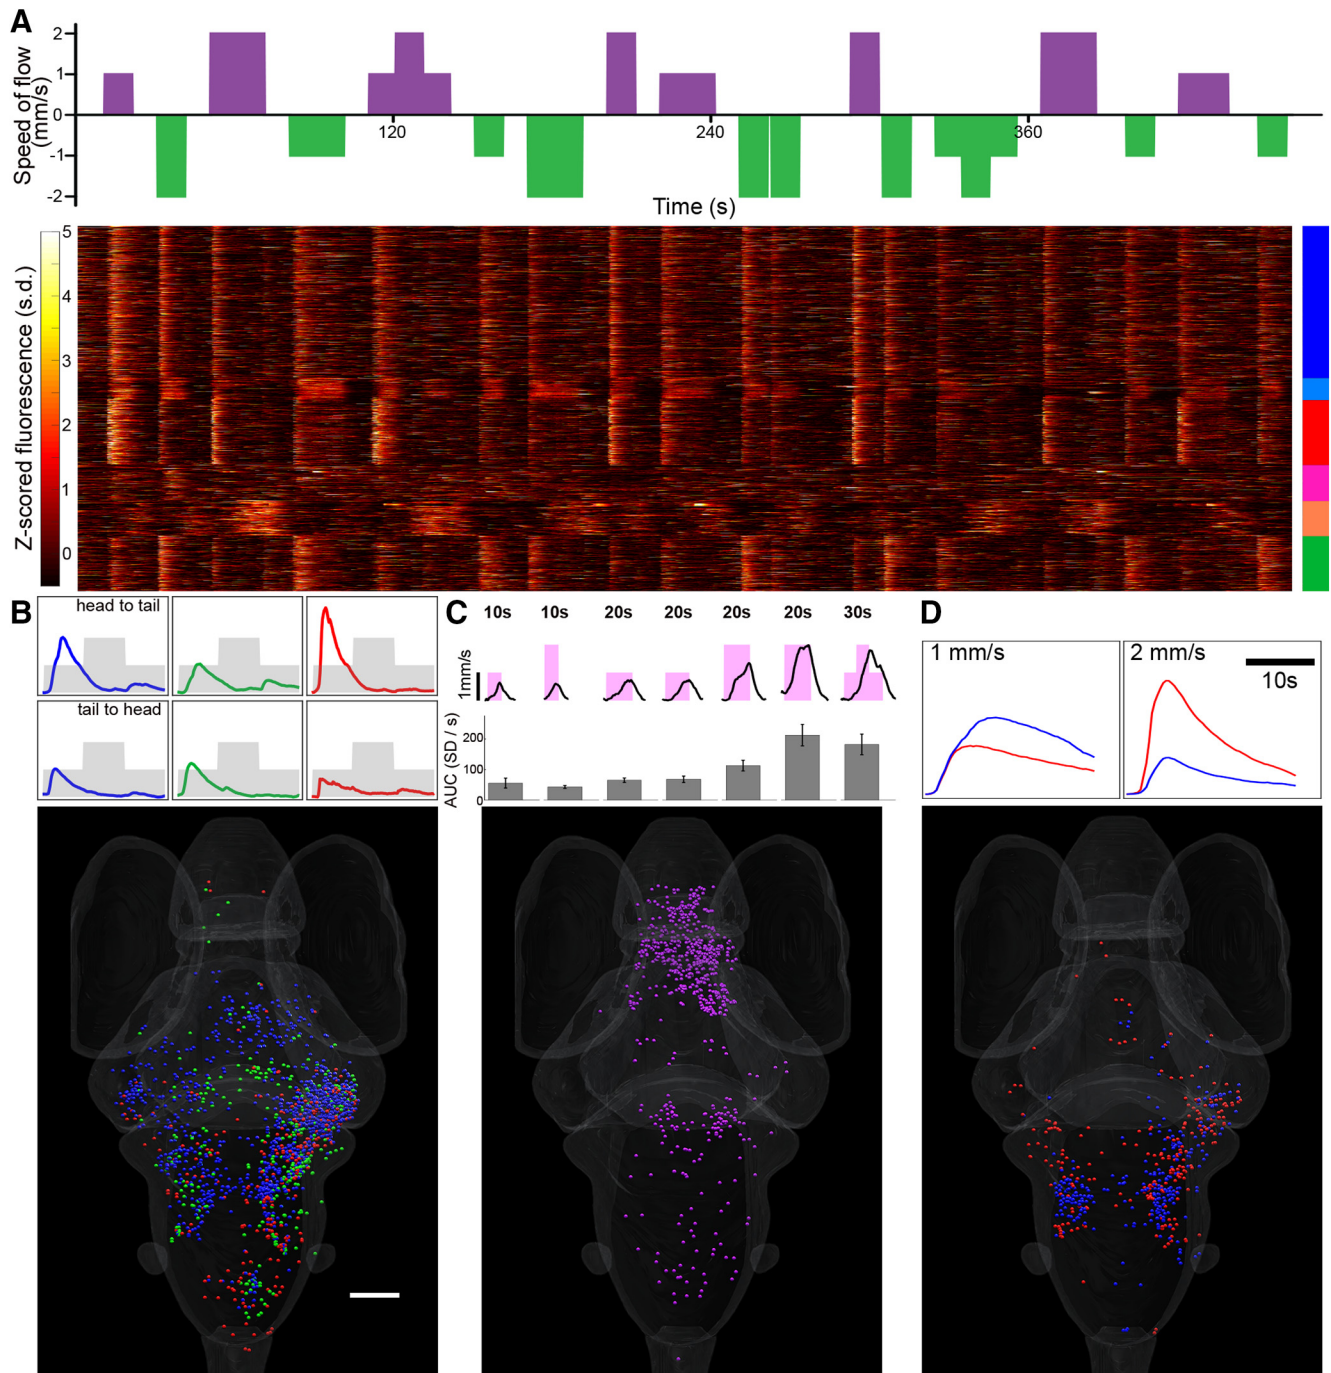 A
Speed of flow
(mm/s)
2
1
0
-1
-2
120
240
360
Time (s)
Z-scored fluorescence (s.d.)
5
4
3
2
1
0
B
head to tail
tail to head
C
10s 10s 20s 20s 20s 20s 30s
1mm/s
AUC (SD / s)
200
100
0
D
1 mm/s
2 mm/s
10s